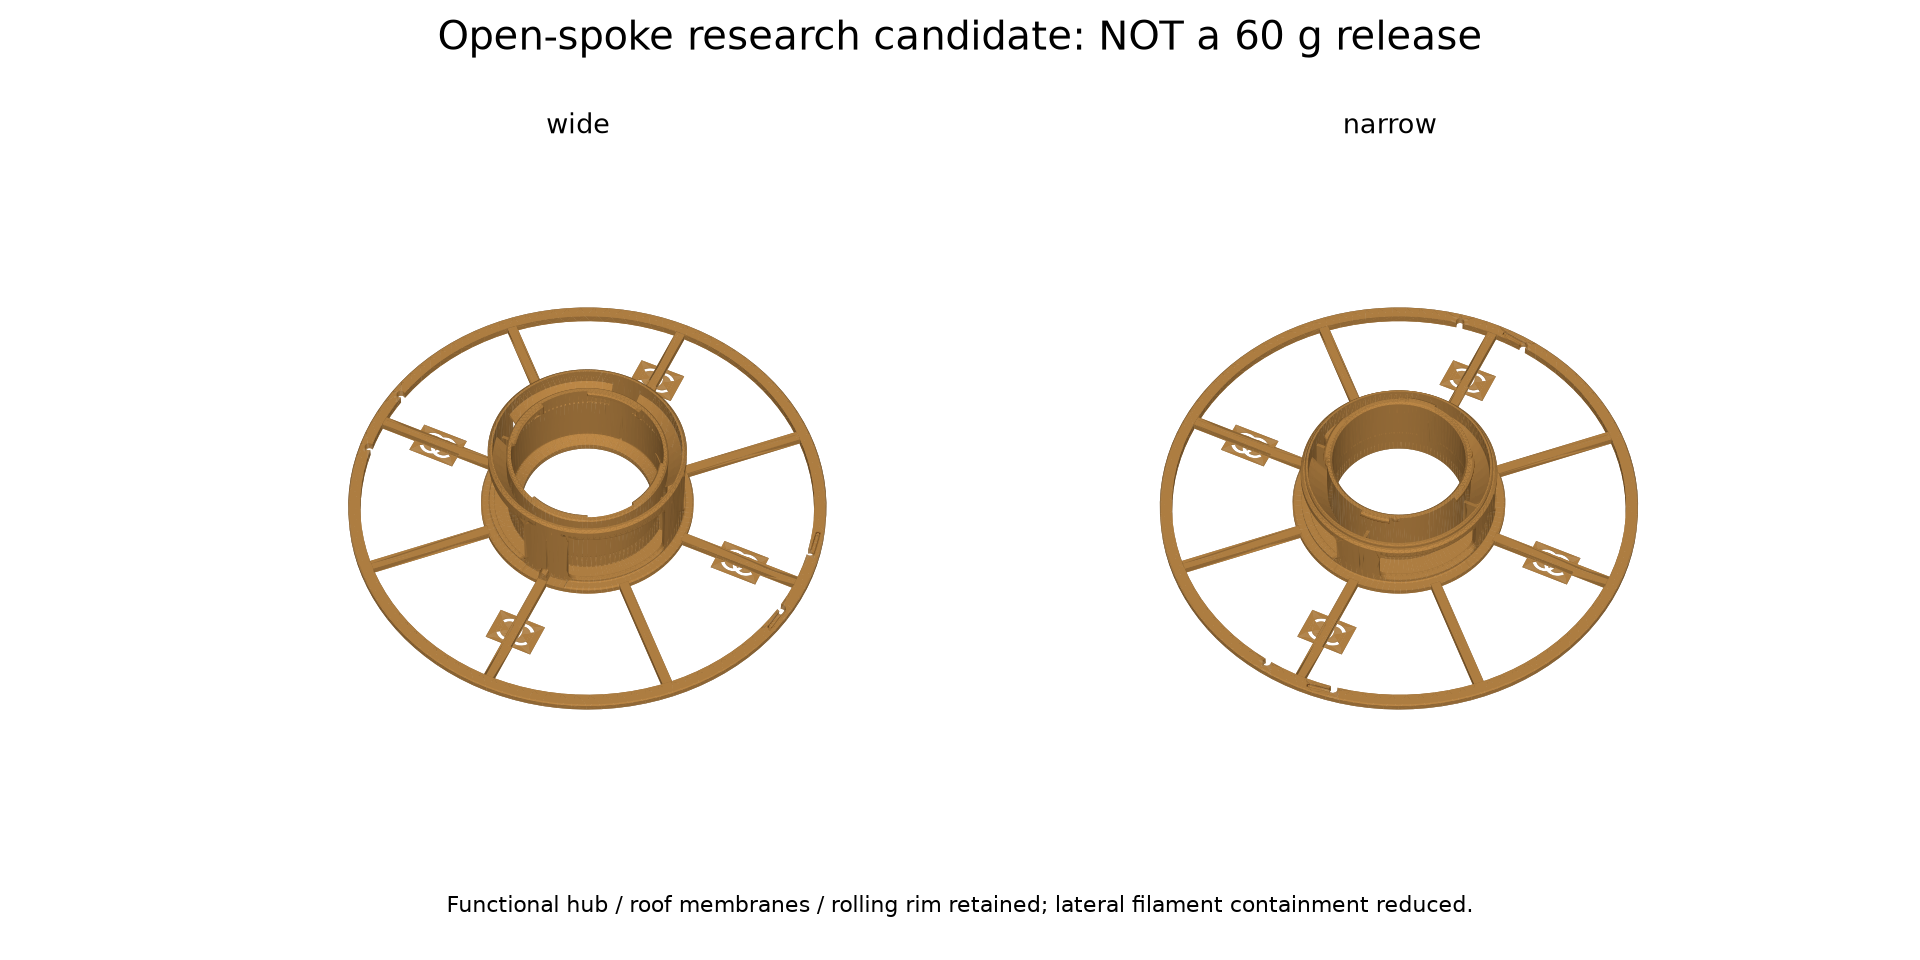 Open-spoke research candidate: NOT a 60 g release
wide
narrow
Functional hub / roof membranes / rolling rim retained; lateral filament containment reduced.